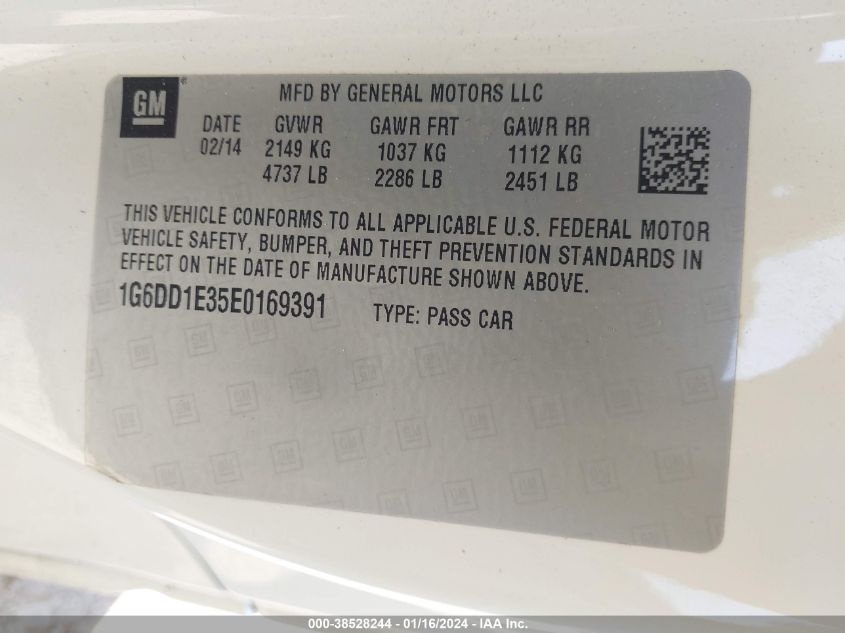 GM
MFD BY GENERAL MOTORS LLC
DATE GVWR GAWR FRT GAWR RR
02/14 2149 KG 1037 KG 1112 KG
4737 LB 2286 LB 2451 LB
THIS VEHICLE CONFORMS TO ALL APPLICABLE U.S. FEDERAL MOTOR
VEHICLE SAFETY, BUMPER, AND THEFT PREVENTION STANDARDS IN
EFFECT ON THE DATE OF MANUFACTURE SHOWN ABOVE.
1G6DD1E35E0169391 TYPE: PASS CAR
000-38528244 - 01/16/2024 - IAA Inc.